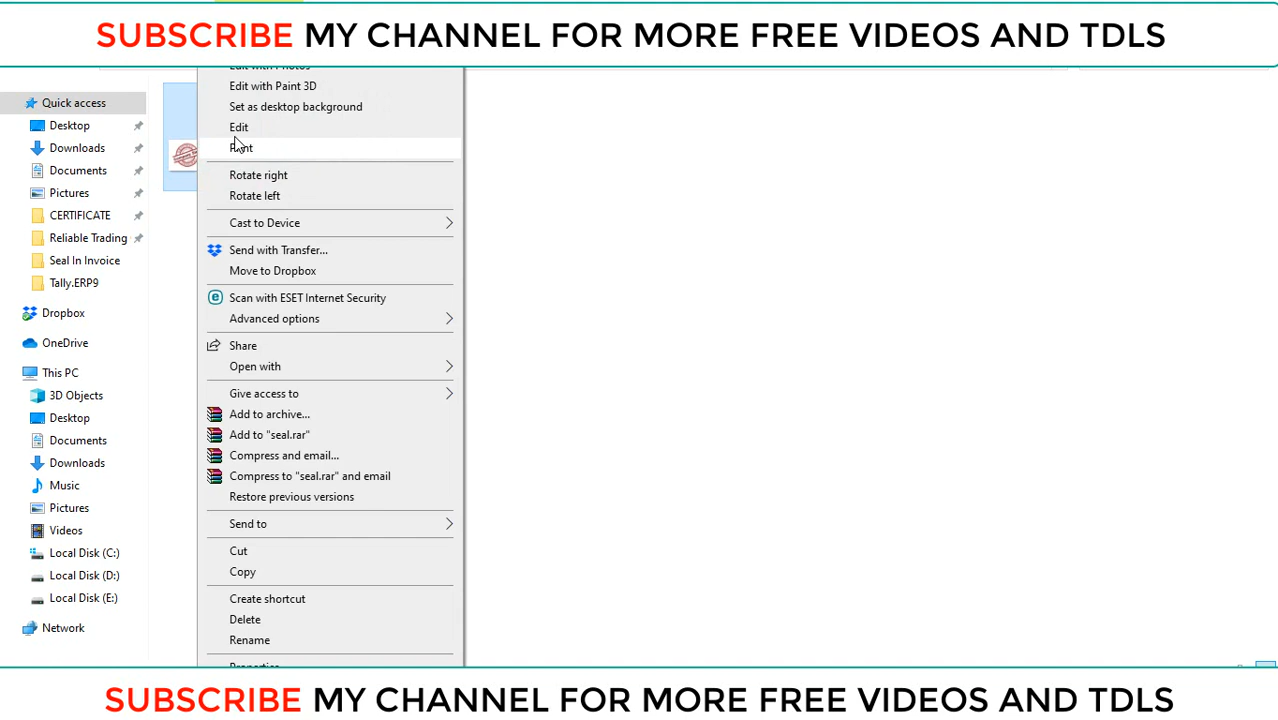 SUBSCRIBE MY CHANNEL FOR MORE FREE VIDEOS AND TDLS
Quick access
Desktop
Downloads
Documents
Pictures
CERTIFICATE
Reliable Trading
Seal In Invoice
Tally.ERP9
Dropbox
OneDrive
This PC
3D Objects
Desktop
Documents
Downloads
Music
Pictures
Videos
Local Disk (C:)
Local Disk (D:)
Local Disk (E:)
Network
Edit with Photos
Edit with Paint 3D
Set as desktop background
Edit
Print
Rotate right
Rotate left
Cast to Device
Send with Transfer...
Move to Dropbox
Scan with ESET Internet Security
Advanced options
Share
Open with
Give access to
Add to archive...
Add to "seal.rar"
Compress and email...
Compress to "seal.rar" and email
Restore previous versions
Send to
Cut
Copy
Create shortcut
Delete
Rename
Properties
SUBSCRIBE MY CHANNEL FOR MORE FREE VIDEOS AND TDLS